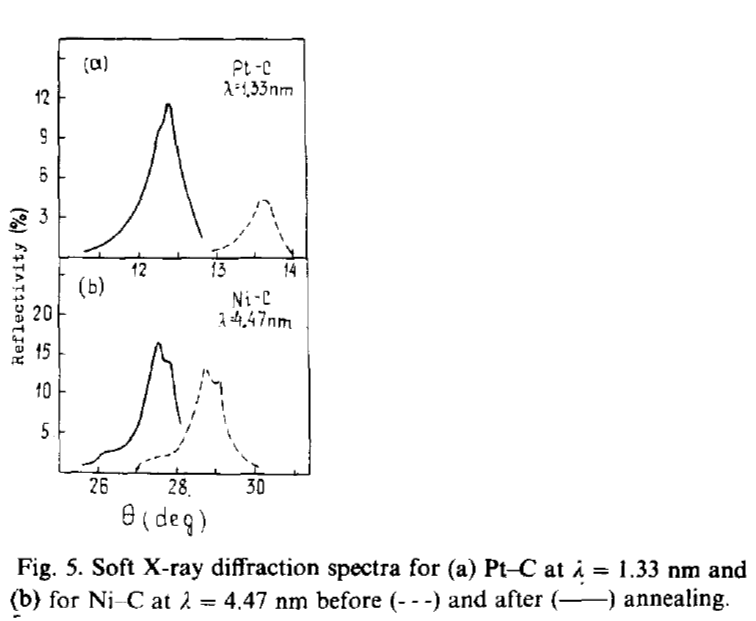 (a)
Pt-C
λ=1.33nm
12
9
6
3
12
13
14
Reflectivity (%)
(b)
Ni-C
λ=4.47nm
20
15
10
5
26
28.
30
θ (deg)
Fig. 5. Soft X-ray diffraction spectra for (a) Pt–C at λ = 1.33 nm and
(b) for Ni–C at λ = 4.47 nm before (- - -) and after (——) annealing.